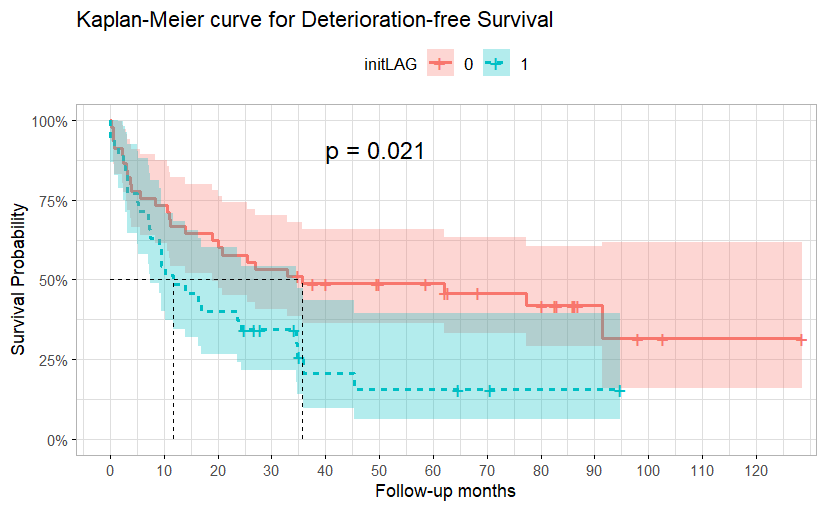 Kaplan-Meier curve for Deterioration-free Survival
initLAG 0 1
100%
p = 0.021
75%
50%
25%
0%
Survival Probability
0 10 20 30 40 50 60 70 80 90 100 110 120
Follow-up months